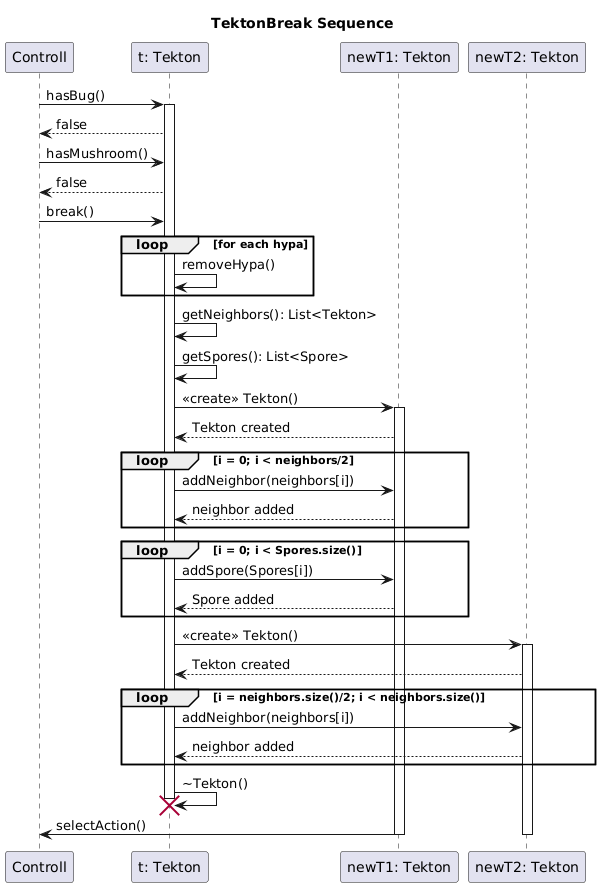 TektonBreak Sequence
Controll
t: Tekton
newT1: Tekton
newT2: Tekton
hasBug()
false
hasMushroom()
false
break()
loop [for each hypa]
removeHypa()
getNeighbors(): List<Tekton>
getSpores(): List<Spore>
«create» Tekton()
Tekton created
loop [i = 0; i < neighbors/2]
addNeighbor(neighbors[i])
neighbor added
loop [i = 0; i < Spores.size()]
addSpore(Spores[i])
Spore added
«create» Tekton()
Tekton created
loop [i = neighbors.size()/2; i < neighbors.size()]
addNeighbor(neighbors[i])
neighbor added
~Tekton()
selectAction()
Controll
t: Tekton
newT1: Tekton
newT2: Tekton